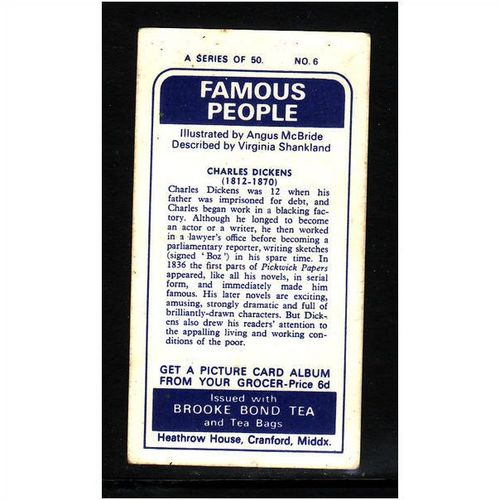 A SERIES OF 50. NO. 6
FAMOUS
PEOPLE
Illustrated by Angus McBride
Described by Virginia Shankland
CHARLES DICKENS
(1812-1870)
Charles Dickens was 12 when his
father was imprisoned for debt, and
Charles began work in a blacking fac-
tory. Although he longed to become
an actor or a writer, he then worked
in a lawyer's office before becoming a
parliamentary reporter, writing sketches
(signed 'Boz') in his spare time. In
1836 the first parts of Pickwick Papers
appeared, like all his novels, in serial
form, and immediately made him
famous. His later novels are exciting,
amusing, strongly dramatic and full of
brilliantly-drawn characters. But Dick-
ens also drew his readers' attention to
the appalling living and working con-
ditions of the poor.
GET A PICTURE CARD ALBUM
FROM YOUR GROCER-Price 6d
Issued with
BROOKE BOND TEA
and Tea Bags
Heathrow House, Cranford, Middx.